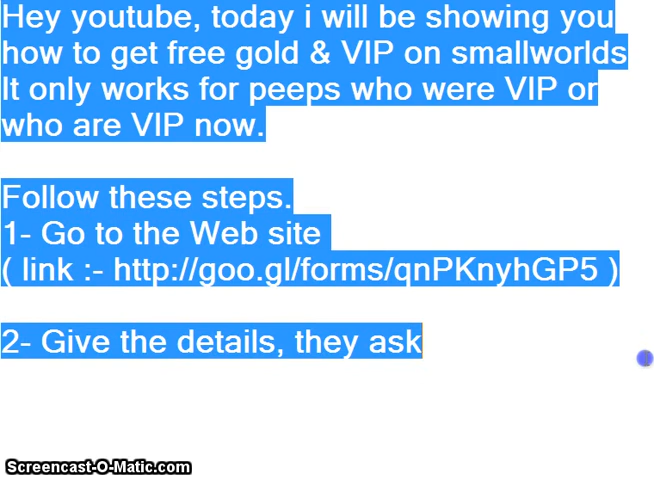 Hey youtube, today i will be showing you
how to get free gold & VIP on smallworlds
It only works for peeps who were VIP or
who are VIP now.
Follow these steps.
1- Go to the Web site
( link :- http://goo.gl/forms/qnPKnyhGP5 )
2- Give the details, they ask
Screencast-O-Matic.com